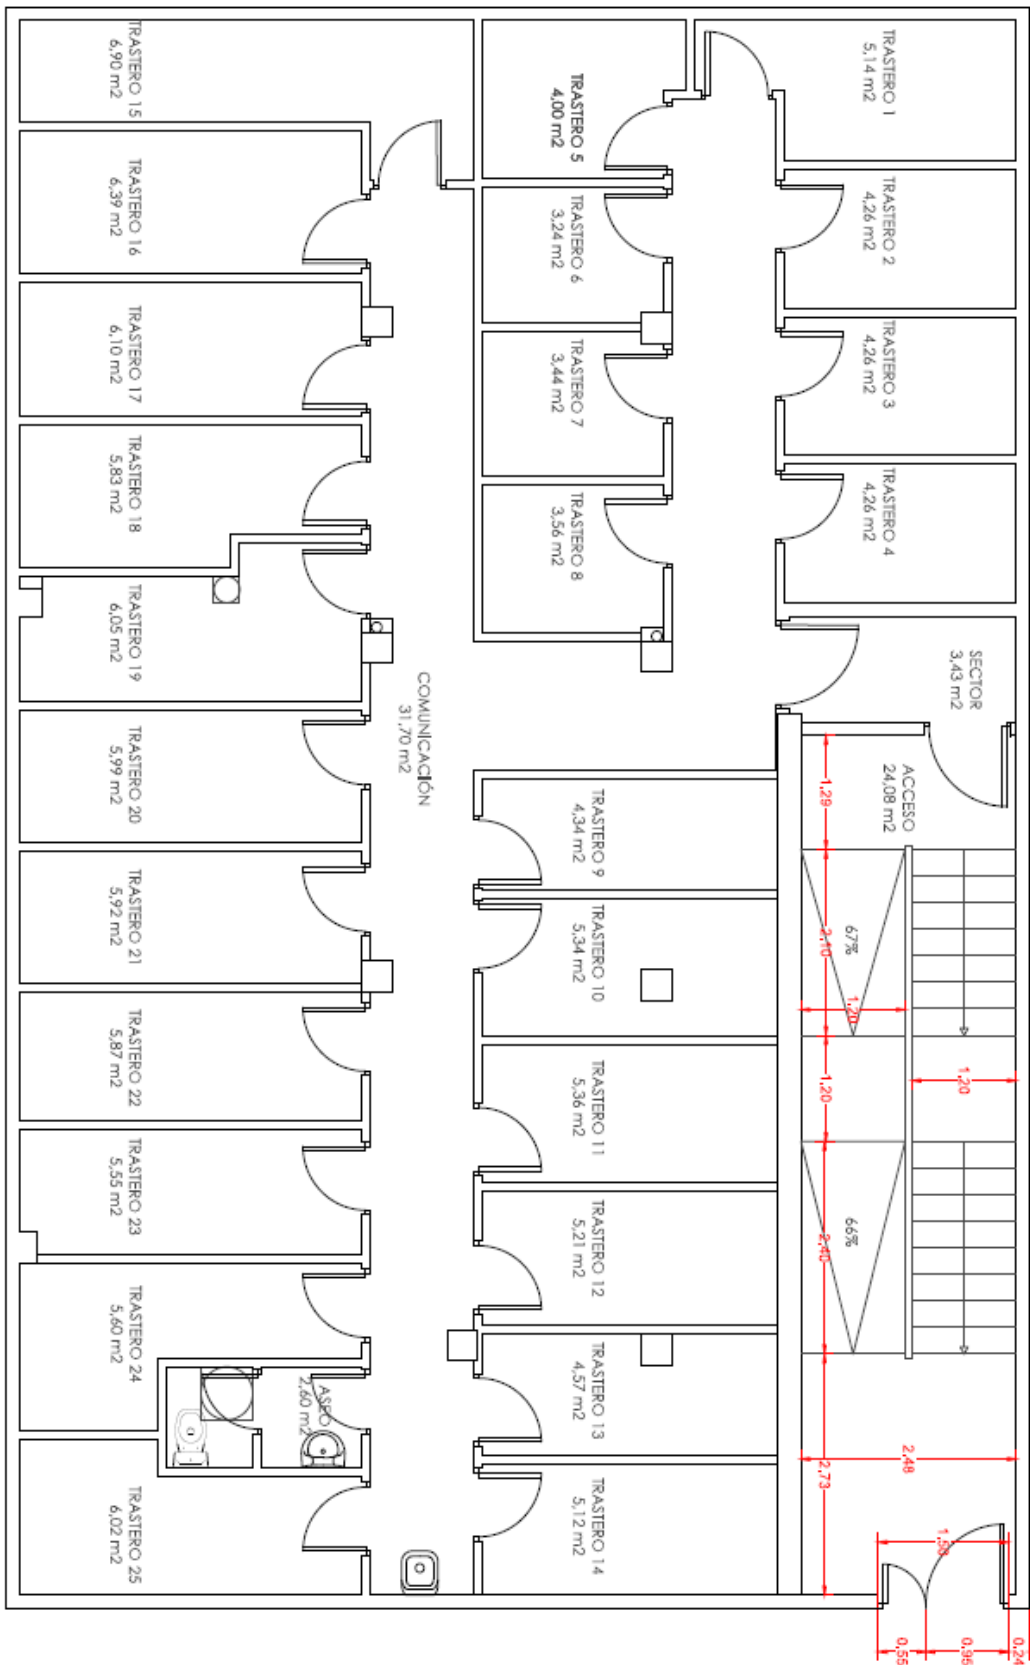 TRASTERO 1
5,14 m2
TRASTERO 2
4,26 m2
TRASTERO 3
4,26 m2
TRASTERO 4
4,26 m2
SECTOR
3,43 m2
ACCESO
24,08 m2
1,29
2,10
67%
1,20
1,20
1,20
2,40
66%
2,73
2,48
1,50
0,24
0,95
0,55
TRASTERO 5
4,00 m2
TRASTERO 6
3,24 m2
TRASTERO 7
3,44 m2
TRASTERO 8
3,56 m2
TRASTERO 9
4,34 m2
TRASTERO 10
5,34 m2
TRASTERO 11
5,36 m2
TRASTERO 12
5,21 m2
TRASTERO 13
4,57 m2
TRASTERO 14
5,12 m2
COMUNICACIÓN
31,70 m2
ASEO
2,60 m2
TRASTERO 15
6,90 m2
TRASTERO 16
6,39 m2
TRASTERO 17
6,10 m2
TRASTERO 18
5,83 m2
TRASTERO 19
6,05 m2
TRASTERO 20
5,99 m2
TRASTERO 21
5,92 m2
TRASTERO 22
5,87 m2
TRASTERO 23
5,55 m2
TRASTERO 24
5,60 m2
TRASTERO 25
6,02 m2